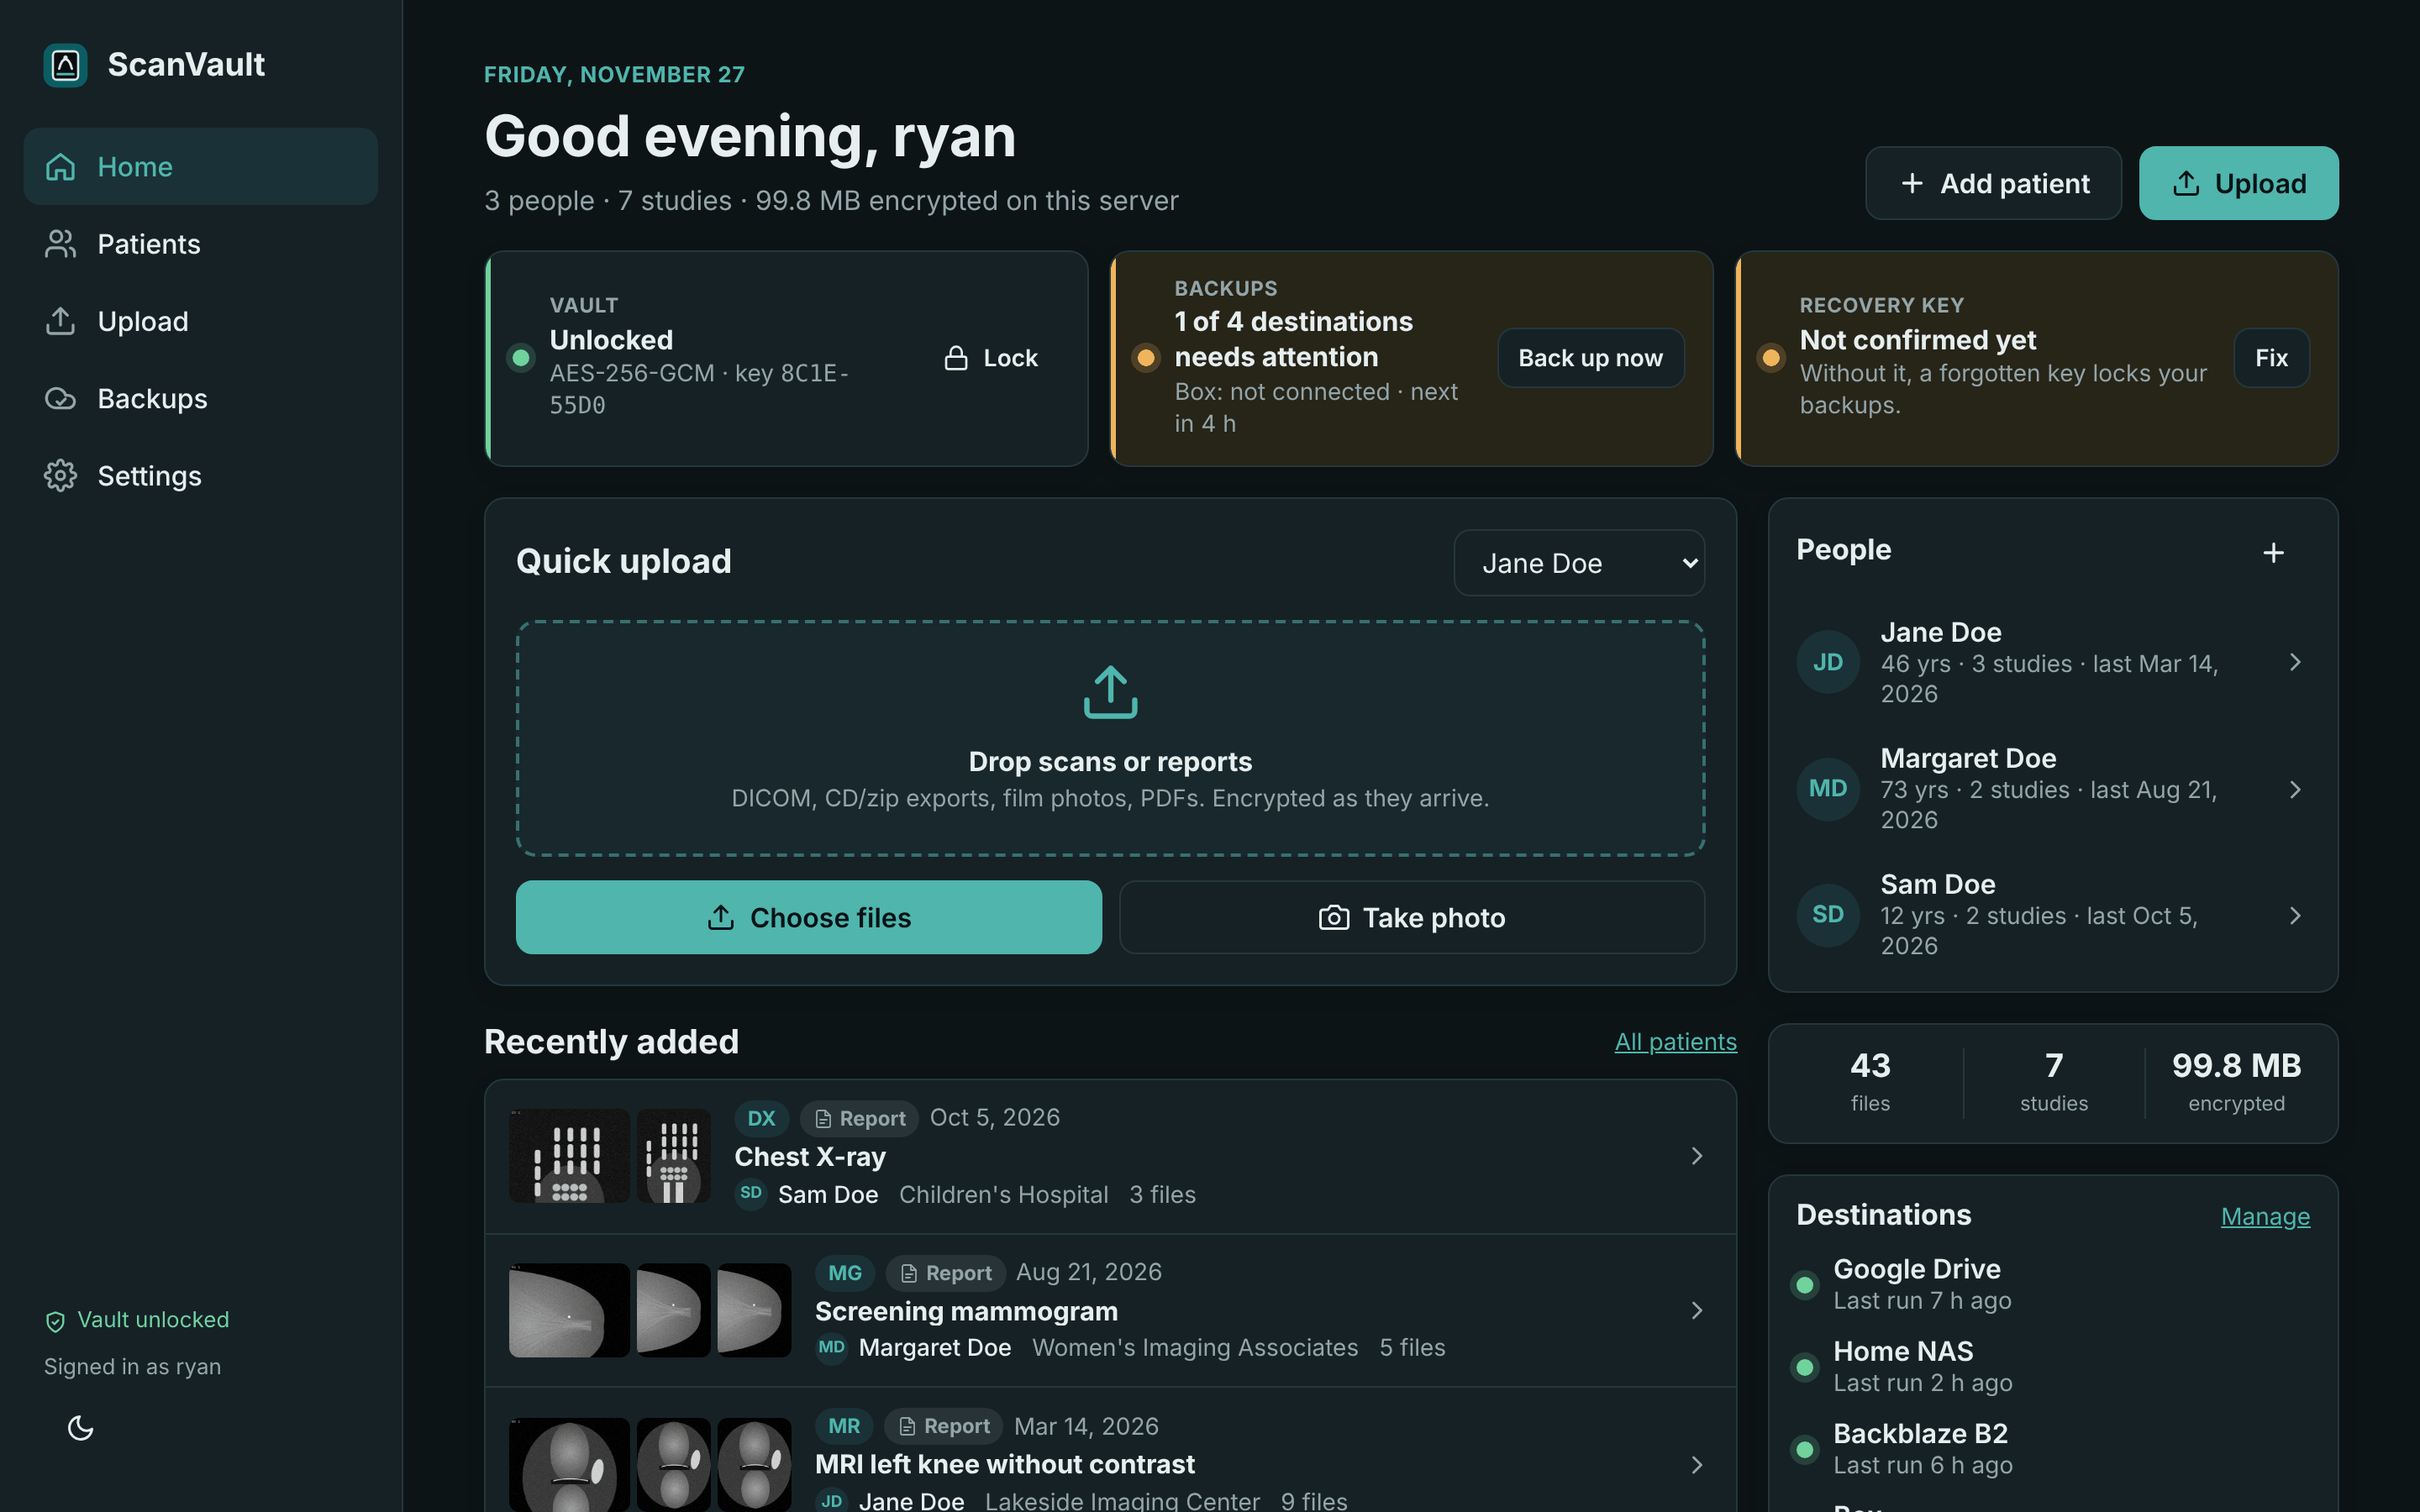 ScanVault
Home
Patients
Upload
Backups
Settings
Vault unlocked
Signed in as ryan
FRIDAY, NOVEMBER 27
Good evening, ryan
3 people · 7 studies · 99.8 MB encrypted on this server
Add patient
Upload
VAULT
Unlocked
AES-256-GCM · key 8C1E-
55D0
Lock
BACKUPS
1 of 4 destinations
needs attention
Box: not connected · next
in 4 h
Back up now
RECOVERY KEY
Not confirmed yet
Without it, a forgotten key locks your
backups.
Fix
Quick upload
Jane Doe
Drop scans or reports
DICOM, CD/zip exports, film photos, PDFs. Encrypted as they arrive.
Choose files
Take photo
Recently added
All patients
DX Report Oct 5, 2026
Chest X-ray
SD Sam Doe Children's Hospital 3 files
MG Report Aug 21, 2026
Screening mammogram
MD Margaret Doe Women's Imaging Associates 5 files
MR Report Mar 14, 2026
MRI left knee without contrast
JD Jane Doe Lakeside Imaging Center 9 files
People
JD
Jane Doe
46 yrs · 3 studies · last Mar 14,
2026
MD
Margaret Doe
73 yrs · 2 studies · last Aug 21,
2026
SD
Sam Doe
12 yrs · 2 studies · last Oct 5,
2026
43 7 99.8 MB
files studies encrypted
Destinations
Manage
Google Drive
Last run 7 h ago
Home NAS
Last run 2 h ago
Backblaze B2
Last run 6 h ago